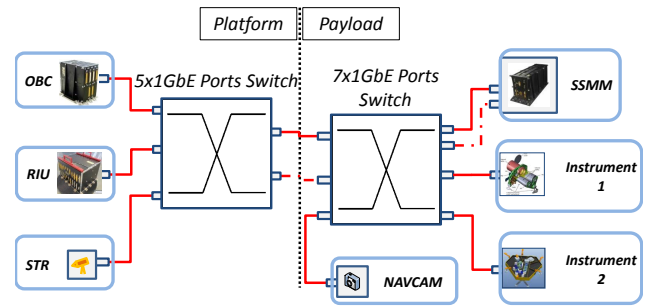 Platform
Payload
OBC
5x1GbE Ports Switch
7x1GbE Ports
Switch
SSMM
RIU
Instrument
1
STR
NAVCAM
Instrument
2